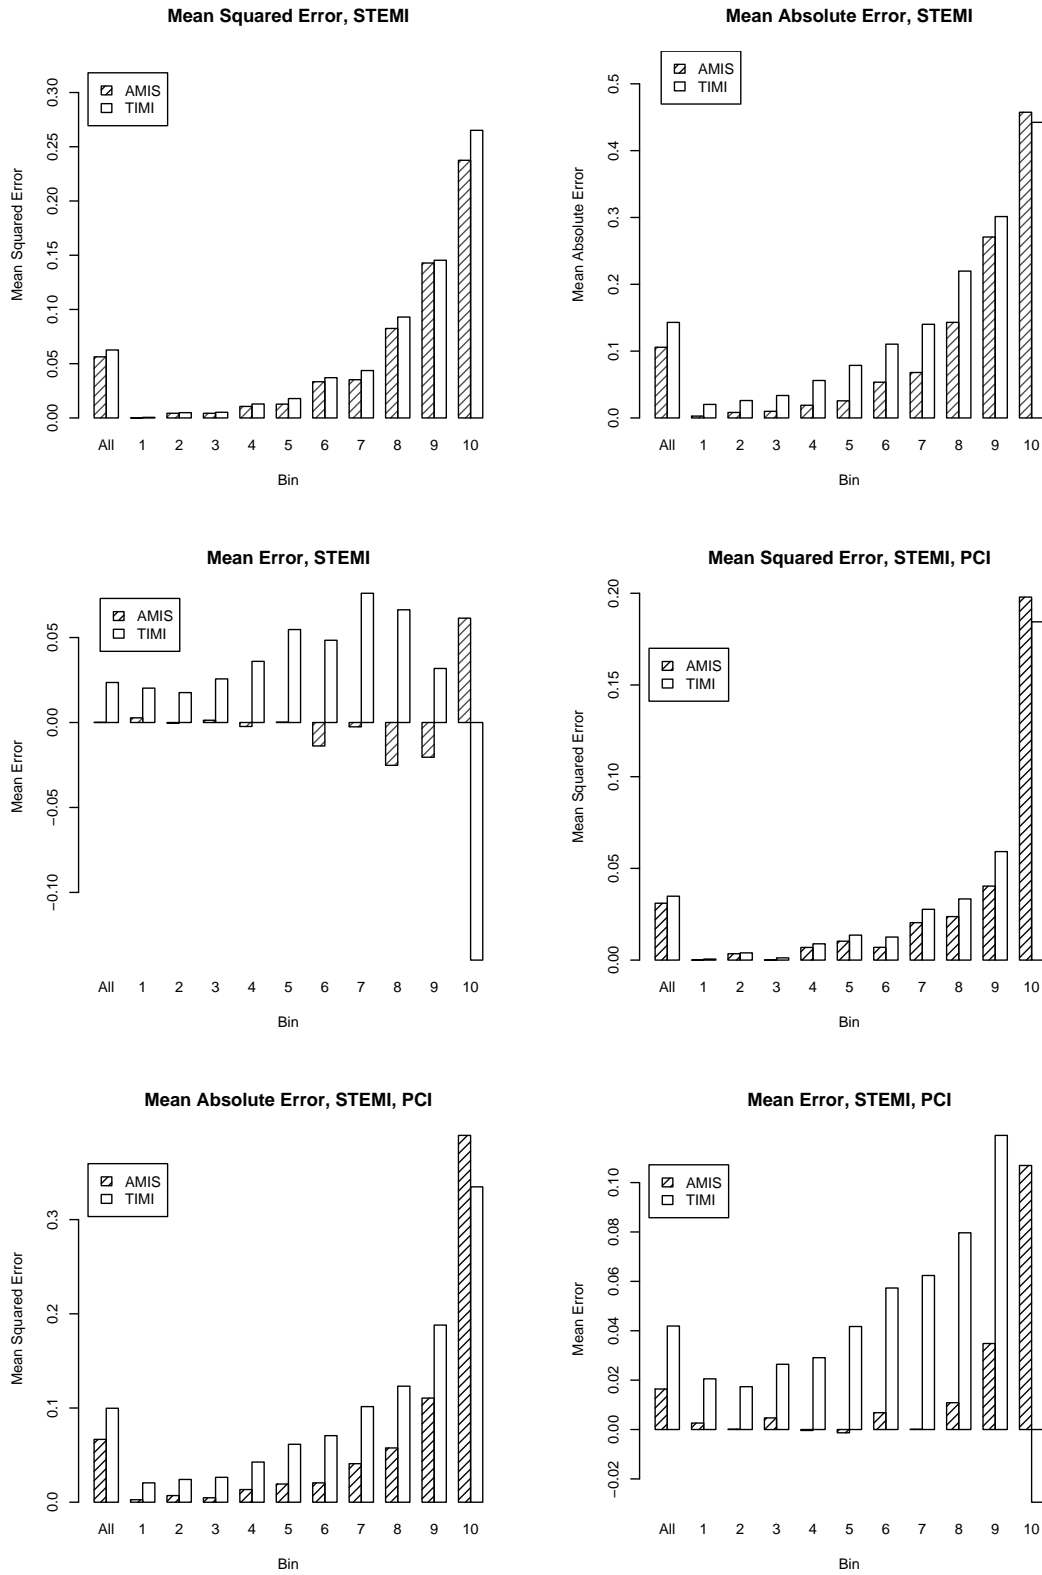 Mean Squared Error, STEMI
AMIS
TIMI
Mean Squared Error
0.00 0.05 0.10 0.15 0.20 0.25 0.30
All 1 2 3 4 5 6 7 8 9 10
Bin
Mean Absolute Error, STEMI
AMIS
TIMI
Mean Absolute Error
0.0 0.1 0.2 0.3 0.4 0.5
All 1 2 3 4 5 6 7 8 9 10
Bin
Mean Error, STEMI
AMIS
TIMI
Mean Error
−0.10 −0.05 0.00 0.05
All 1 2 3 4 5 6 7 8 9 10
Bin
Mean Squared Error, STEMI, PCI
AMIS
TIMI
Mean Squared Error
0.00 0.05 0.10 0.15 0.20
All 1 2 3 4 5 6 7 8 9 10
Bin
Mean Absolute Error, STEMI, PCI
AMIS
TIMI
Mean Squared Error
0.0 0.1 0.2 0.3
All 1 2 3 4 5 6 7 8 9 10
Bin
Mean Error, STEMI, PCI
AMIS
TIMI
Mean Error
−0.02 0.00 0.02 0.04 0.06 0.08 0.10
All 1 2 3 4 5 6 7 8 9 10
Bin